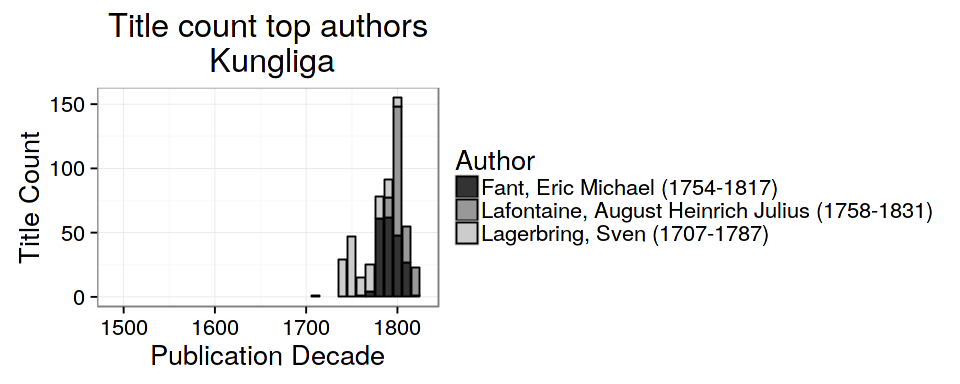 Title count top authors
Kungliga
150
100
50
0
Title Count
1500 1600 1700 1800
Publication Decade
Author
Fant, Eric Michael (1754-1817)
Lafontaine, August Heinrich Julius (1758-1831)
Lagerbring, Sven (1707-1787)